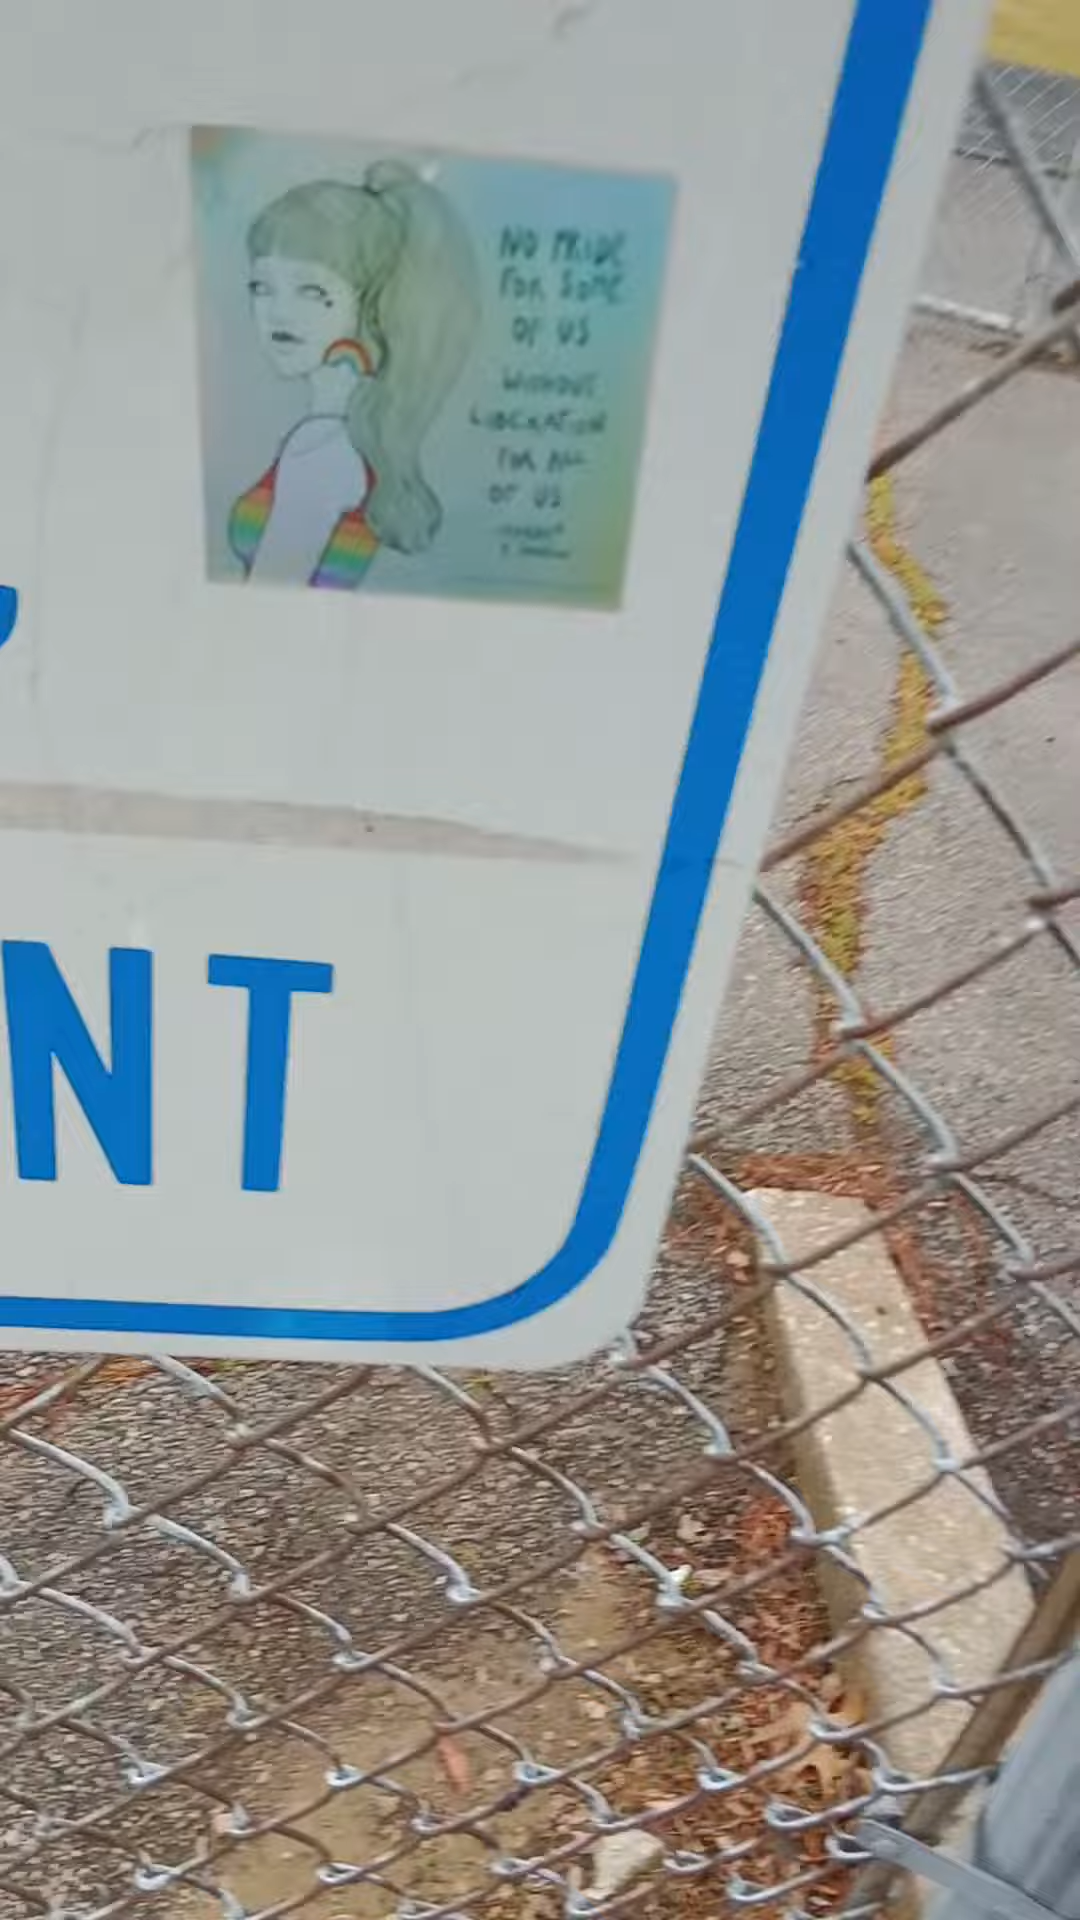 NO PRIDE
FOR SOME
OF US
WITHOUT
LIBERATION
FOR ALL
OF US
NT